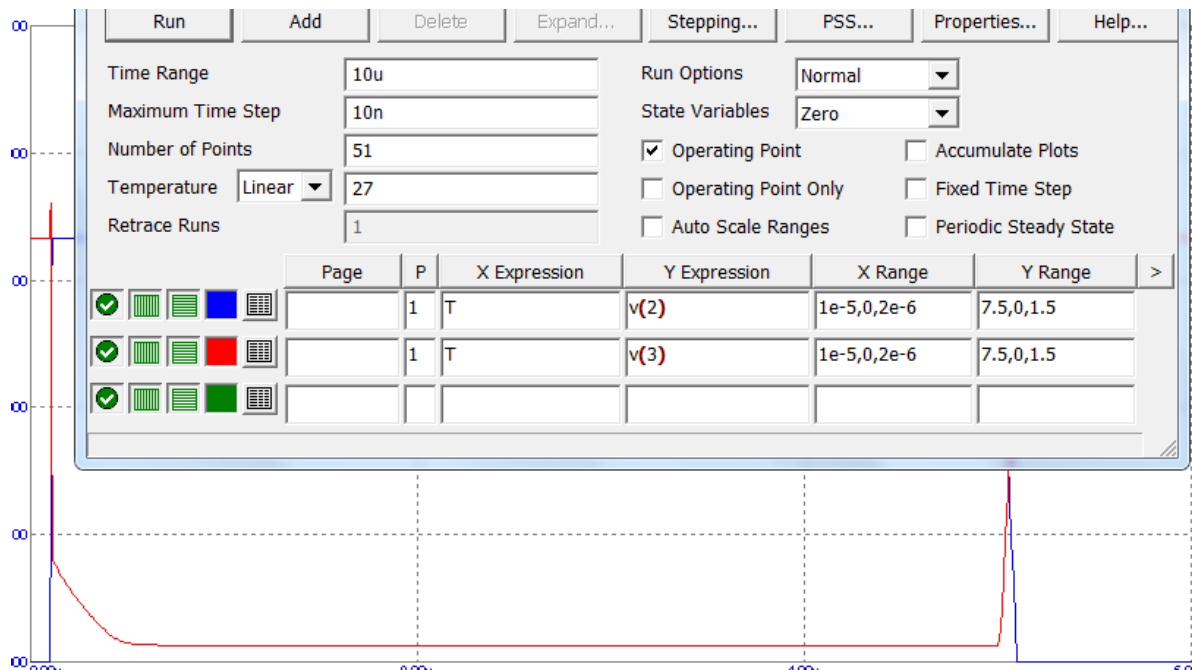 Run Add Delete Expand... Stepping... PSS... Properties... Help...
Time Range 10u Run Options Normal
Maximum Time Step 10n State Variables Zero
Number of Points 51 Operating Point Accumulate Plots
Temperature Linear 27 Operating Point Only Fixed Time Step
Retrace Runs 1 Auto Scale Ranges Periodic Steady State
Page P X Expression Y Expression X Range Y Range >
1 T v(2) 1e-5,0,2e-6 7.5,0,1.5
1 T v(3) 1e-5,0,2e-6 7.5,0,1.5